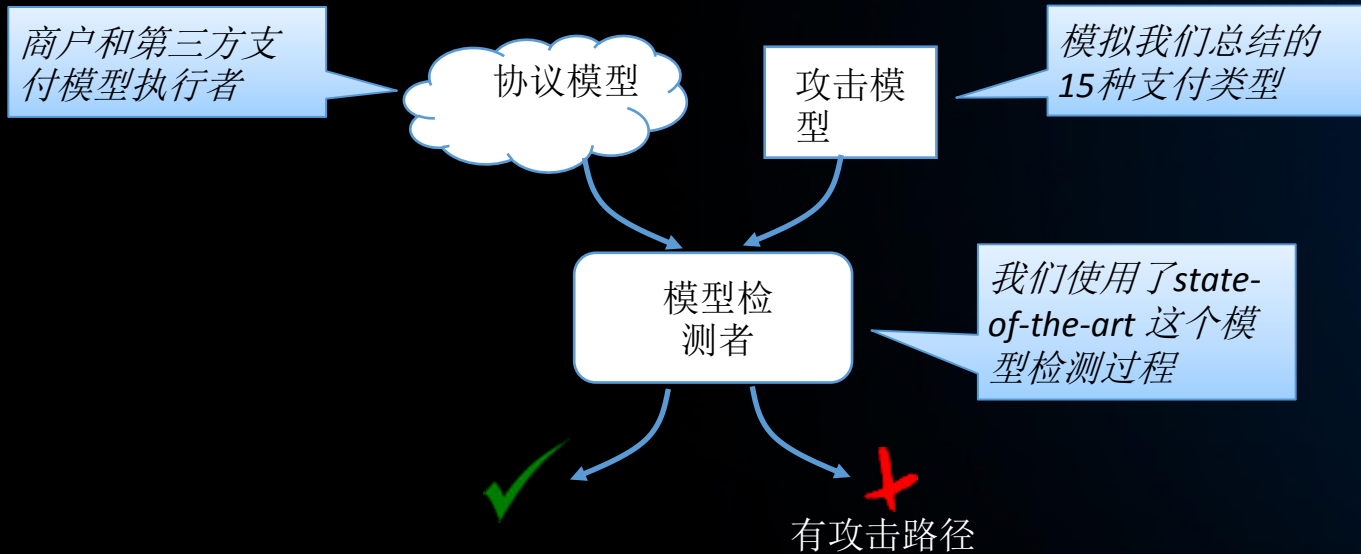 商户和第三方支
付模型执行者
协议模型
攻击模
型
模拟我们总结的
15种支付类型
模型检
测者
我们使用了state-
of-the-art 这个模
型检测过程
有攻击路径